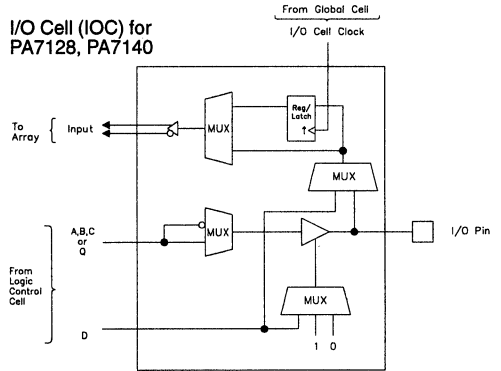 I/O Cell (IOC) for
PA7128, PA7140
From Global Cell
I/O Cell Clock
To
Array
Input
MUX
Reg/
Latch
MUX
A,B,C
or
Q
MUX
I/O Pin
From
Logic
Control
Cell
MUX
D
1 0